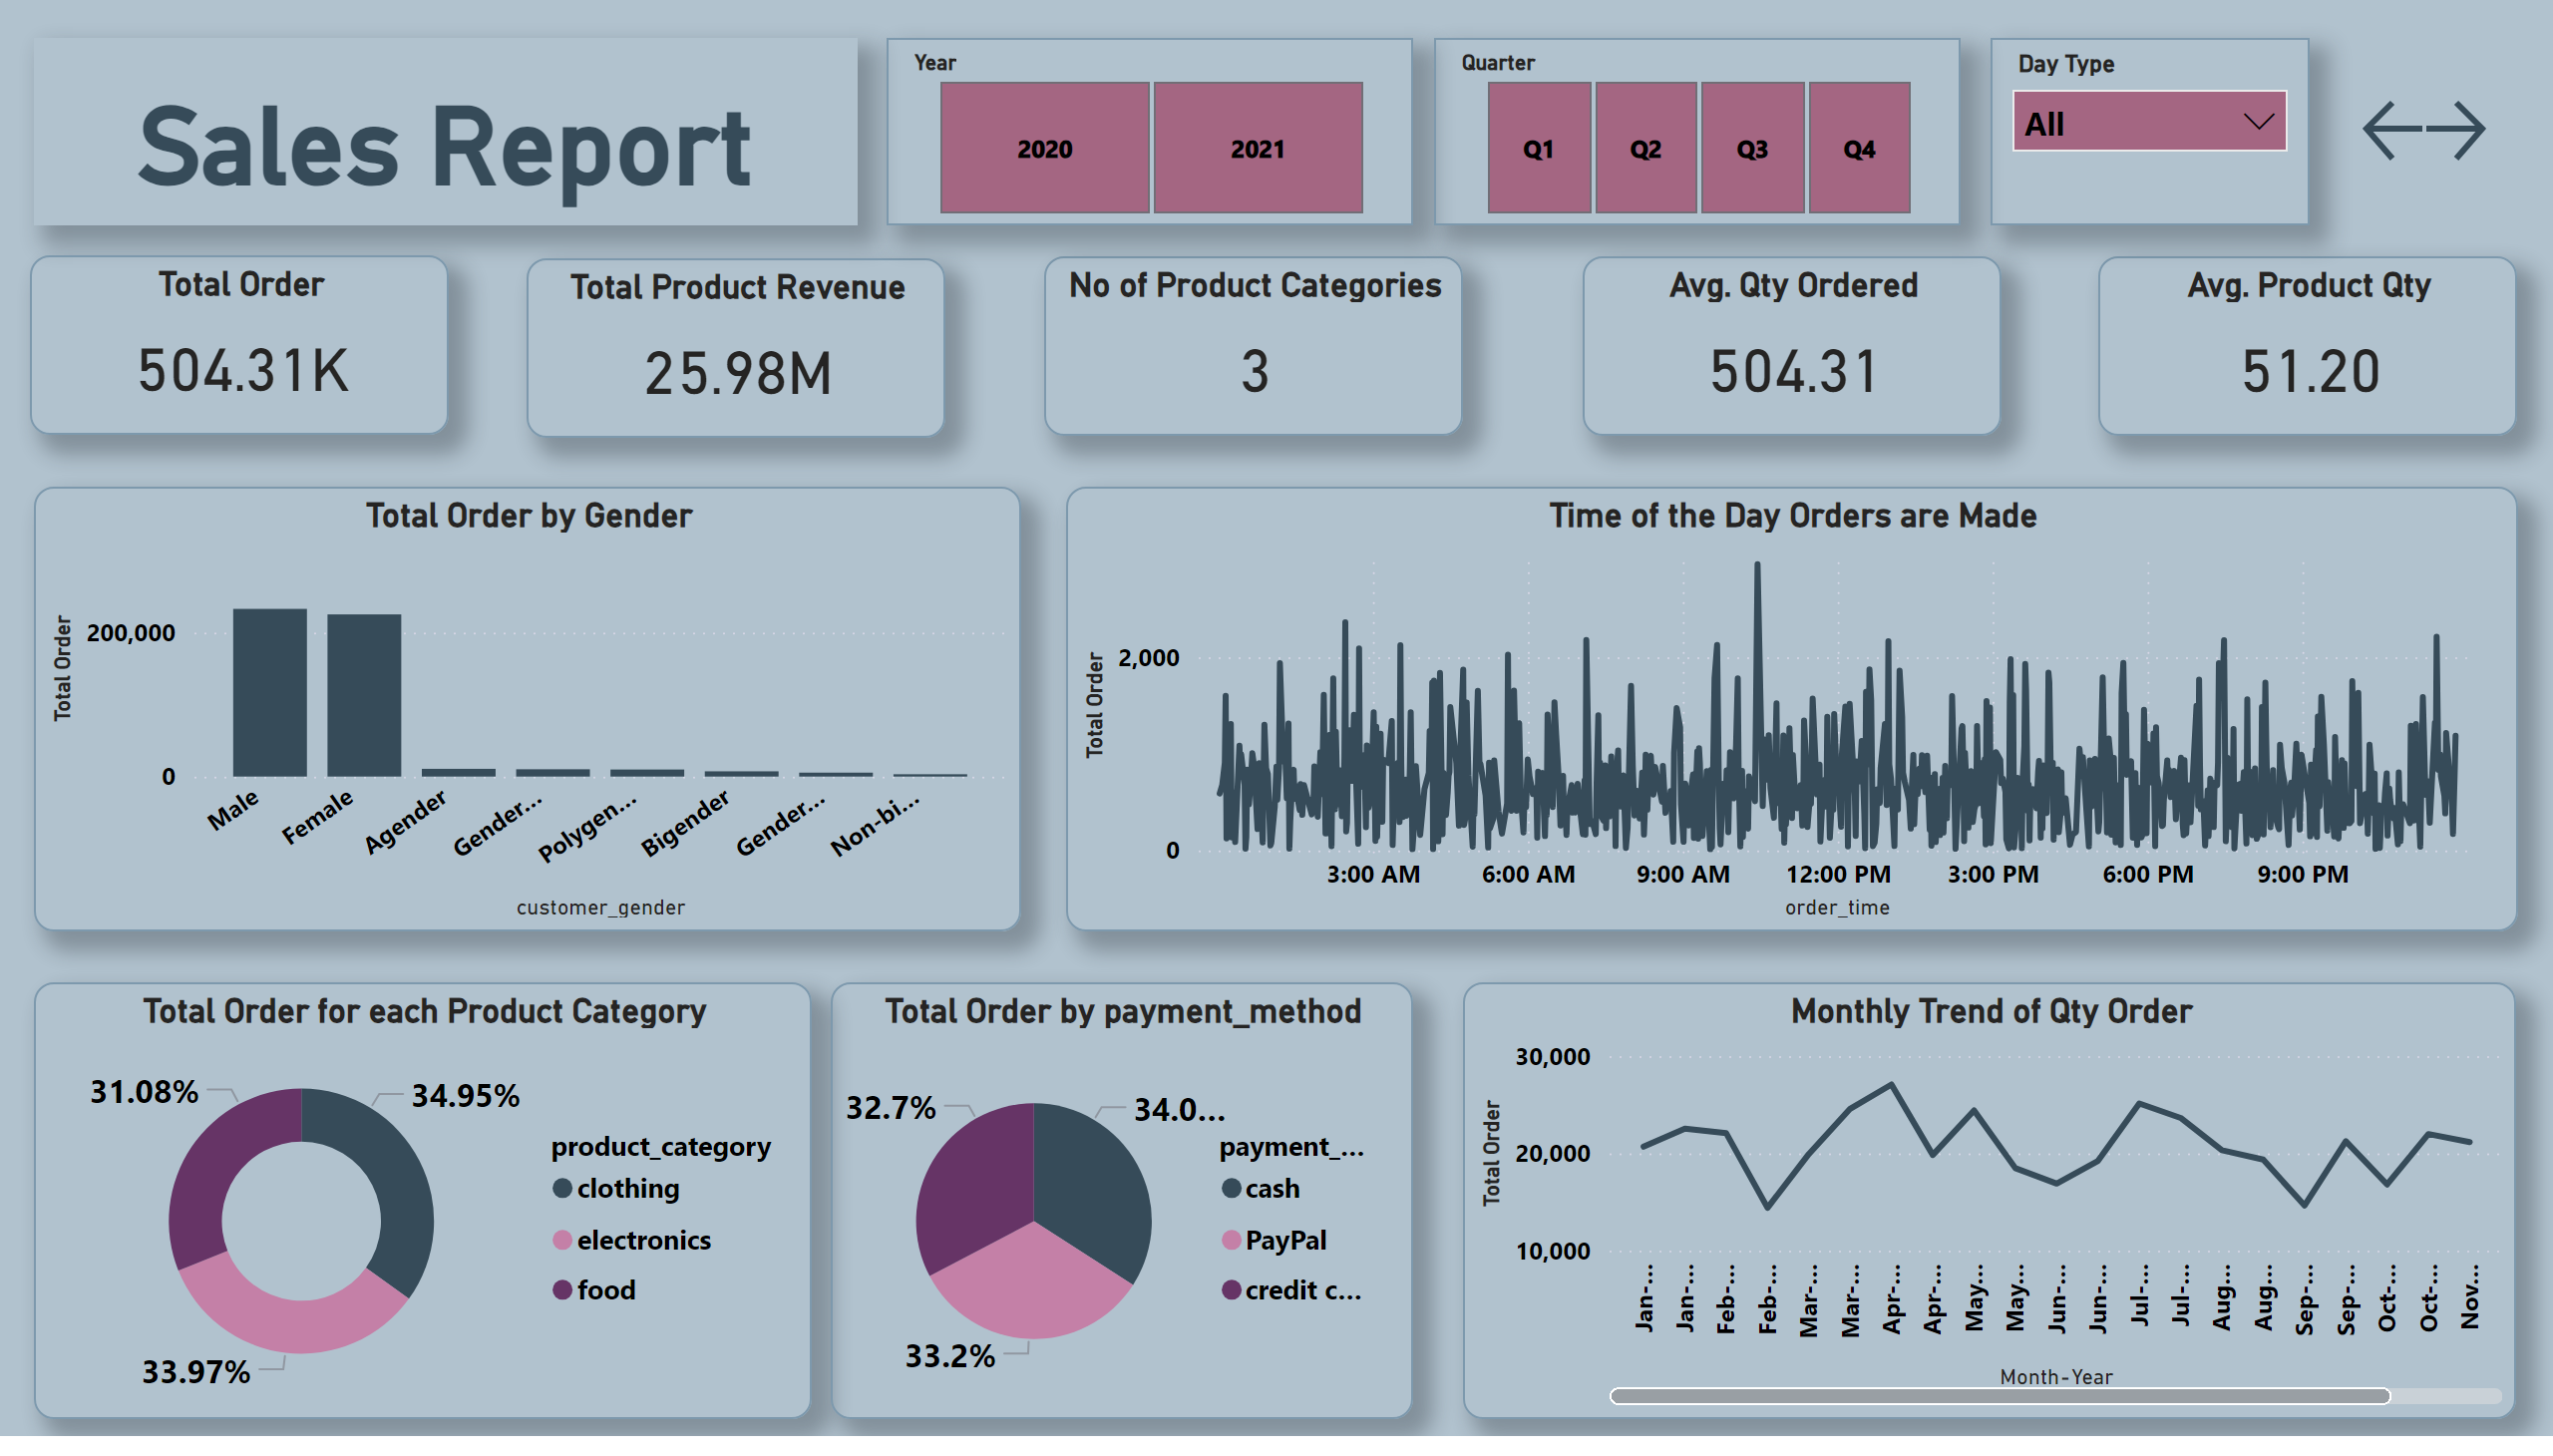 Sales Report
Year
2020
2021
Quarter
Q1
Q2
Q3
Q4
Day Type
All
Total Order
504.31K
Total Product Revenue
25.98M
No of Product Categories
3
Avg. Qty Ordered
504.31
Avg. Product Qty
51.20
Total Order by Gender
Total Order
200,000
0
Male
Female
Agender
Gender...
Polygen...
Bigender
Gender...
Non-bi...
customer_gender
Time of the Day Orders are Made
Total Order
2,000
0
3:00 AM
6:00 AM
9:00 AM
12:00 PM
3:00 PM
6:00 PM
9:00 PM
order_time
Total Order for each Product Category
31.08%
34.95%
33.97%
product_category
clothing
electronics
food
Total Order by payment_method
32.7%
34.0...
33.2%
payment_...
cash
PayPal
credit c...
Monthly Trend of Qty Order
Total Order
30,000
20,000
10,000
Jan-...
Jan-...
Feb-...
Feb-...
Mar-...
Mar-...
Apr-...
Apr-...
May...
May...
Jun-...
Jun-...
Jul-...
Jul-...
Aug...
Aug...
Sep-...
Sep-...
Oct-...
Oct-...
Nov...
Month-Year